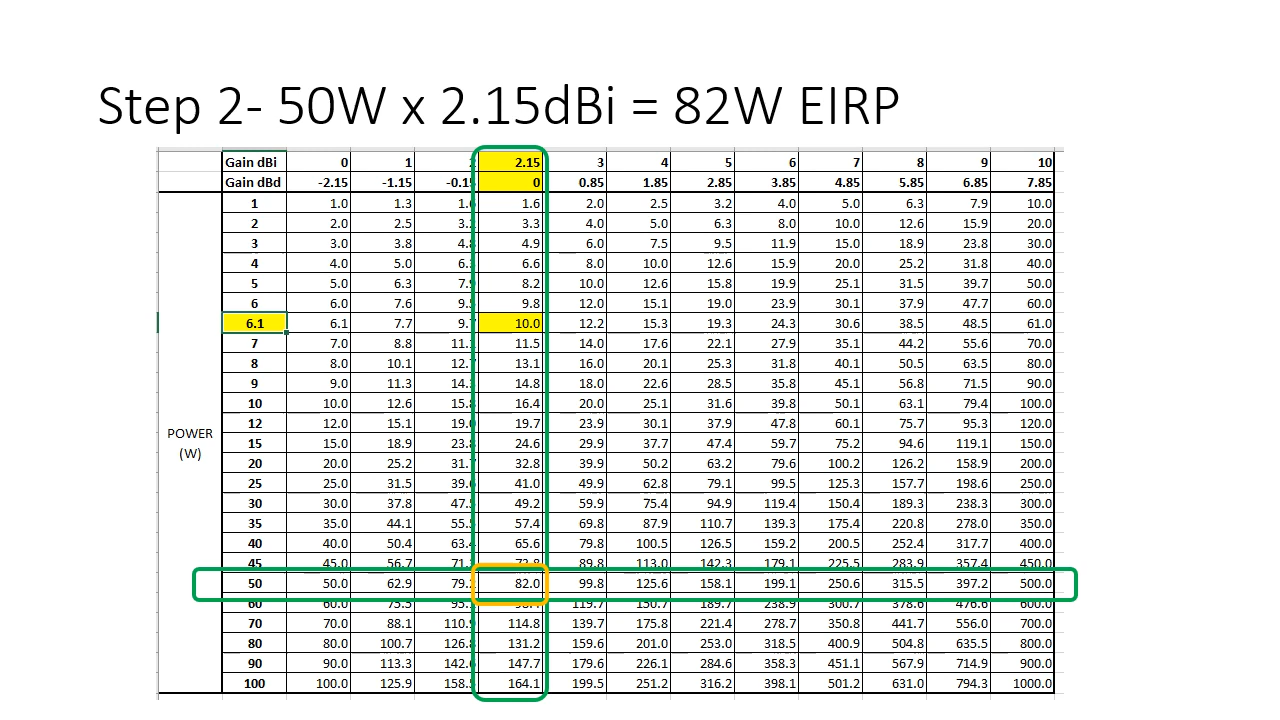 Step 2- 50W x 2.15dBi = 82W EIRP
Gain dBi 0 1 2.15 3 4 5 6 7 8 9 10
Gain dBd -2.15 -1.15 0 0.85 1.85 2.85 3.85 4.85 5.85 6.85 7.85
1 1.0 1.3 1.6 2.0 2.5 3.2 4.0 5.0 6.3 7.9 10.0
2 2.0 2.5 3.3 4.0 5.0 6.3 8.0 10.0 12.6 15.9 20.0
3 3.0 3.8 4.9 6.0 7.5 9.5 11.9 15.0 18.9 23.8 30.0
4 4.0 5.0 6.6 8.0 10.0 12.6 15.9 20.0 25.2 31.8 40.0
5 5.0 6.3 8.2 10.0 12.6 15.8 19.9 25.1 31.5 39.7 50.0
6 6.0 7.6 9.8 12.0 15.1 19.0 23.9 30.1 37.9 47.7 60.0
6.1 6.1 7.7 10.0 12.2 15.3 19.3 24.3 30.6 38.5 48.5 61.0
7 7.0 8.8 11.5 14.0 17.6 22.1 27.9 35.1 44.2 55.6 70.0
8 8.0 10.1 13.1 16.0 20.1 25.3 31.8 40.1 50.5 63.5 80.0
9 9.0 11.3 14.8 18.0 22.6 28.5 35.8 45.1 56.8 71.5 90.0
10 10.0 12.6 16.4 20.0 25.1 31.6 39.8 50.1 63.1 79.4 100.0
12 12.0 15.1 19.7 23.9 30.1 37.9 47.8 60.1 75.7 95.3 120.0
POWER (W)
15 15.0 18.9 24.6 29.9 37.7 47.4 59.7 75.2 94.6 119.1 150.0
20 20.0 25.2 32.8 39.9 50.2 63.2 79.6 100.2 126.2 158.9 200.0
25 25.0 31.5 41.0 49.9 62.8 79.1 99.5 125.3 157.7 198.6 250.0
30 30.0 37.8 49.2 59.9 75.4 94.9 119.4 150.4 189.3 238.3 300.0
35 35.0 44.1 57.4 69.8 87.9 110.7 139.3 175.4 220.8 278.0 350.0
40 40.0 50.4 65.6 79.8 100.5 126.5 159.2 200.5 252.4 317.7 400.0
45 45.0 56.7 89.8 113.0 142.3 179.1 225.5 283.9 357.4 450.0
50 50.0 62.9 82.0 99.8 125.6 158.1 199.1 250.6 315.5 397.2 500.0
60 60.0 75.5 119.7 150.7 189.7 238.9 300.7 378.6 476.6 600.0
70 70.0 88.1 114.8 139.7 175.8 221.4 278.7 350.8 441.7 556.0 700.0
80 80.0 100.7 131.2 159.6 201.0 253.0 318.5 400.9 504.8 635.5 800.0
90 90.0 113.3 147.7 179.6 226.1 284.6 358.3 451.1 567.9 714.9 900.0
100 100.0 125.9 164.1 199.5 251.2 316.2 398.1 501.2 631.0 794.3 1000.0